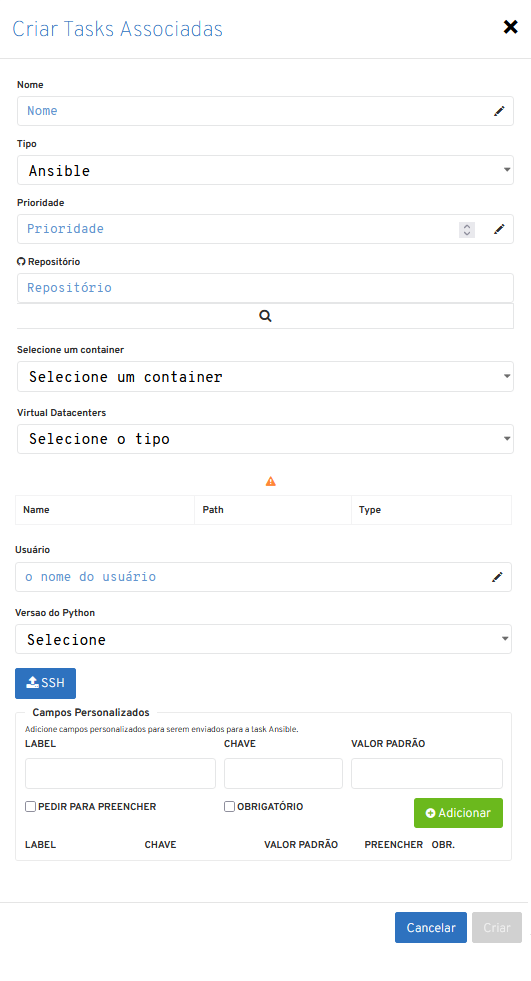 Criar Tasks Associadas
Nome
Nome
Tipo
Ansible
Prioridade
Prioridade
Repositório
Repositório
Selecione um container
Selecione um container
Virtual Datacenters
Selecione o tipo
Name Path Type
Usuário
o nome do usuário
Versao do Python
Selecione
SSH
Campos Personalizados
Adicione campos personalizados para serem enviados para a task Ansible.
LABEL CHAVE VALOR PADRÃO
PEDIR PARA PREENCHER OBRIGATÓRIO Adicionar
LABEL CHAVE VALOR PADRÃO PREENCHER OBR.
Cancelar Criar